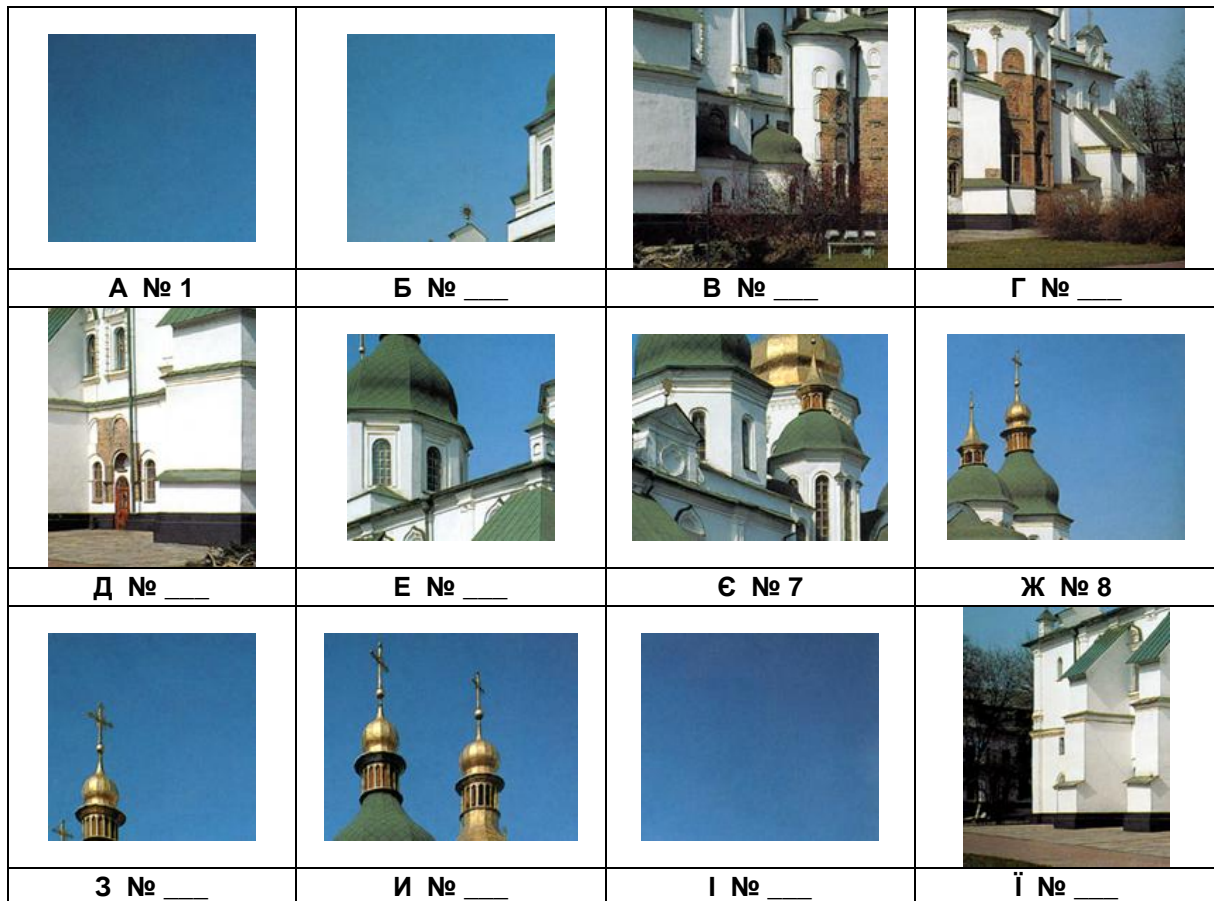 А № 1
Б № ___
В № ___
Г № ___
Д № ___
Е № ___
Є № 7
Ж № 8
З № ___
И № ___
І № ___
Ї № ___